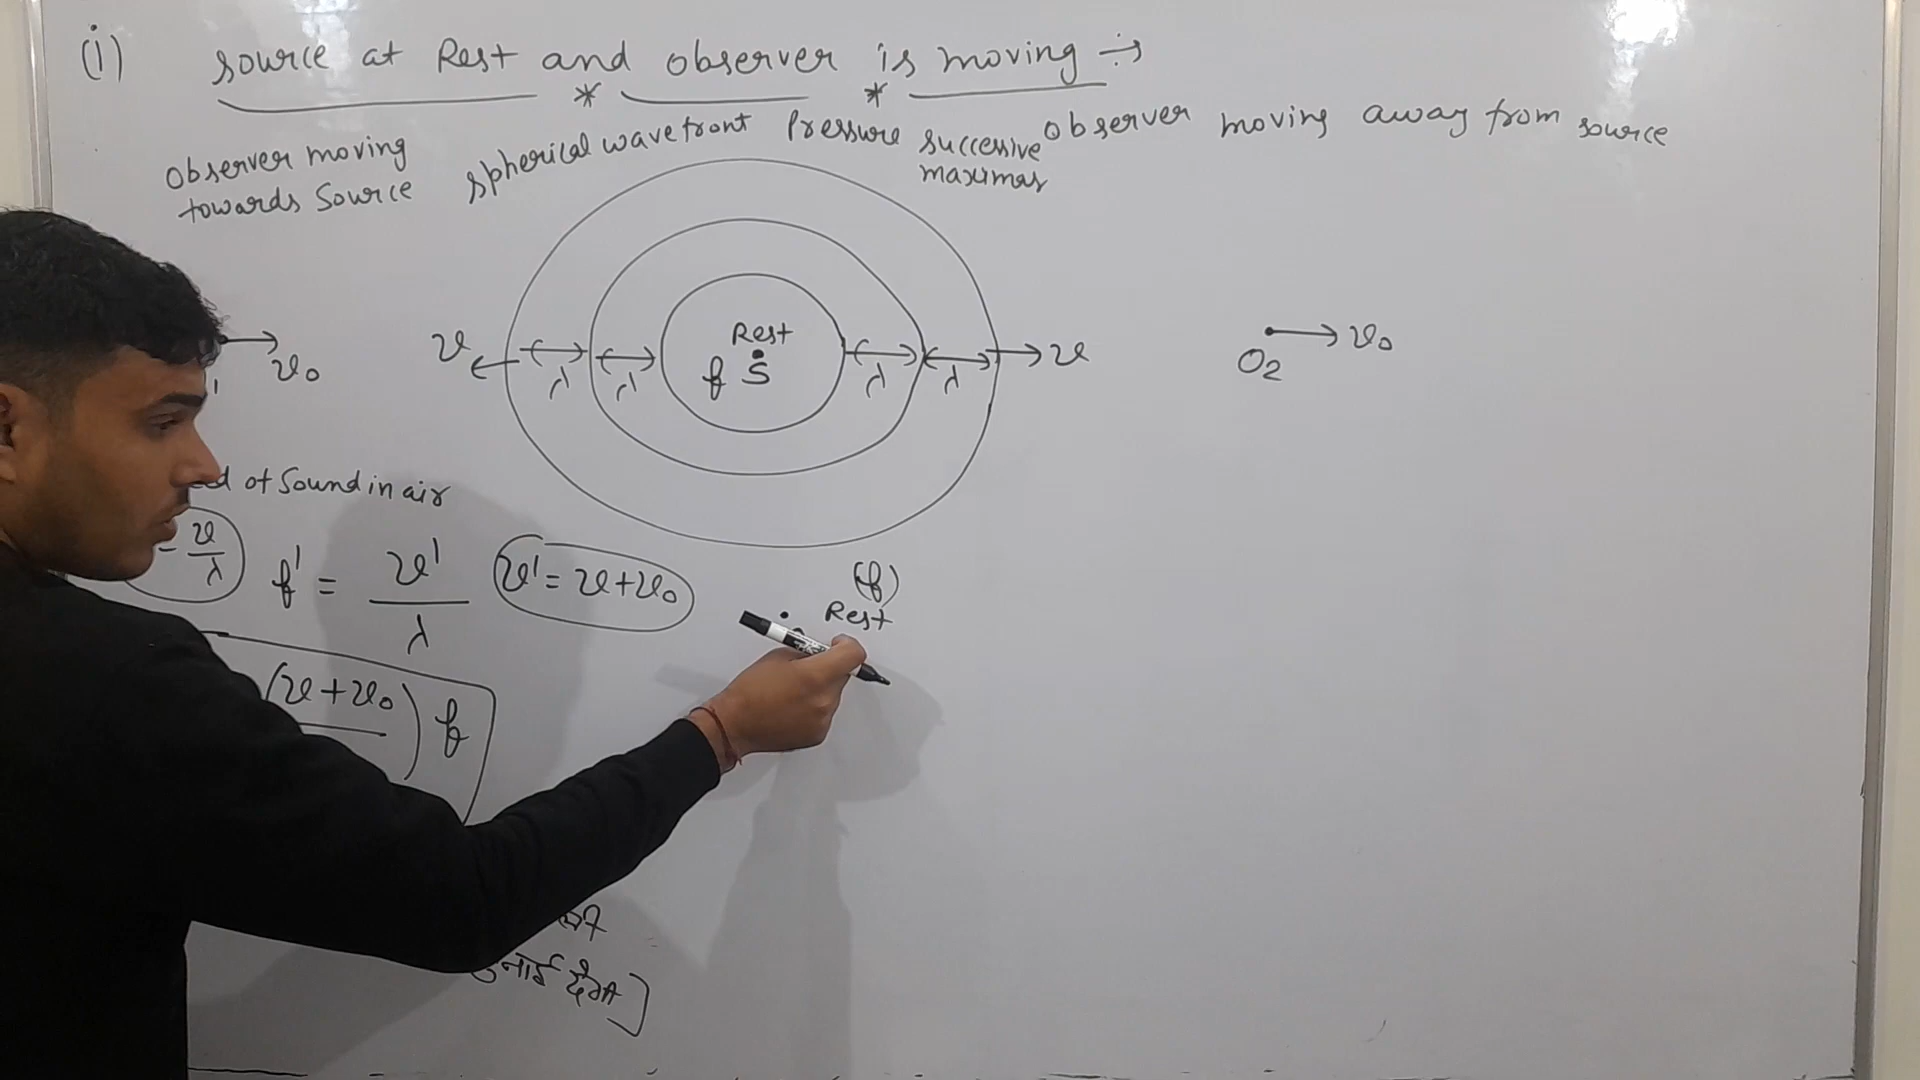 (i) source at Rest and observer is moving ÷→
* *
observer moving
towards Source
spherical wavefront
Pressure successive
maximas
observer moving away from source
v₀
v
Rest
f S
λ λ λ λ
v
O₂ v₀
of Sound in air
v/λ
f' = v'/λ
v' = v+v₀
(f)
Rest
(v+v₀) f
सुनाई देगा]